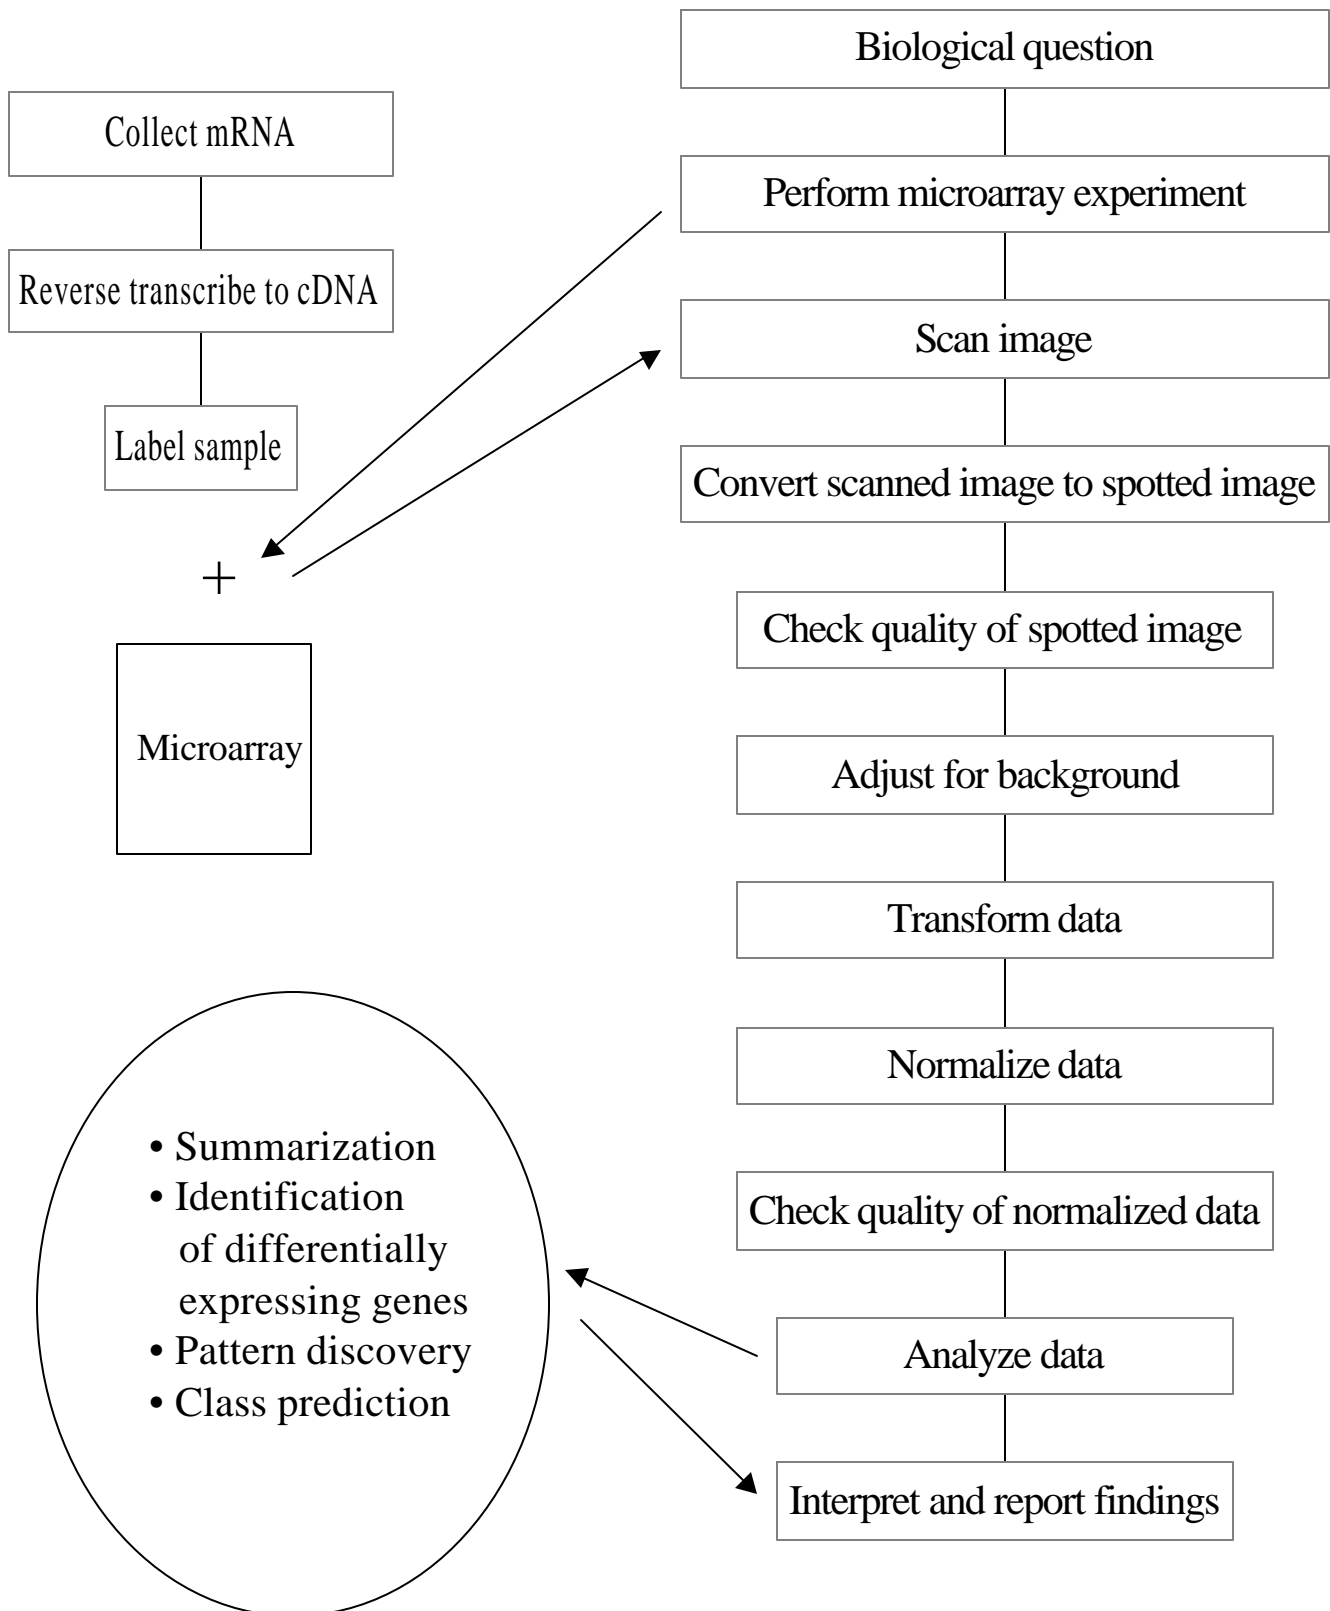 Biological question
Collect mRNA
Perform microarray experiment
Reverse transcribe to cDNA
Scan image
Label sample
Convert scanned image to spotted image
+
Check quality of spotted image
Microarray
Adjust for background
Transform data
Normalize data
• Summarization
• Identification
of differentially
expressing genes
• Pattern discovery
• Class prediction
Check quality of normalized data
Analyze data
Interpret and report findings